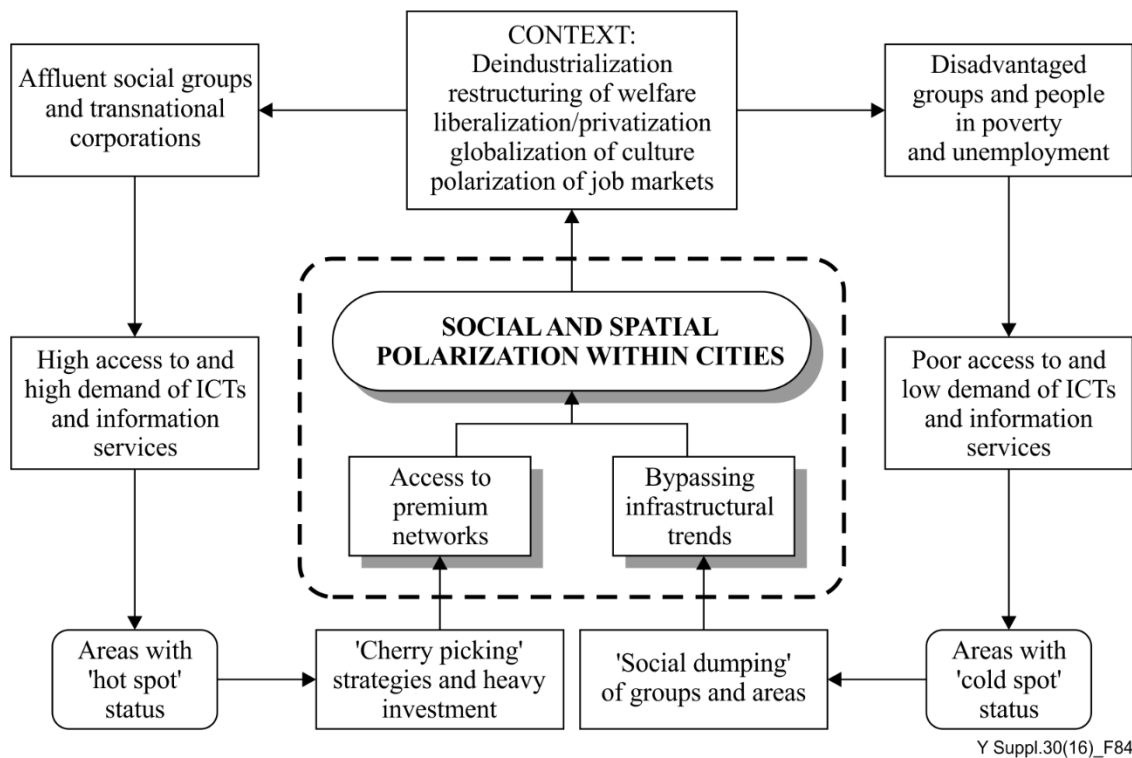 CONTEXT:
Deindustrialization
restructuring of welfare
liberalization/privatization
globalization of culture
polarization of job markets
Affluent social groups
and transnational
corporations
Disadvantaged
groups and people
in poverty
and unemployment
SOCIAL AND SPATIAL
POLARIZATION WITHIN CITIES
High access to and
high demand of ICTs
and information
services
Poor access to and
low demand of ICTs
and information
services
Access to
premium
networks
Bypassing
infrastructural
trends
Areas with
'hot spot'
status
'Cherry picking'
strategies and heavy
investment
'Social dumping'
of groups and areas
Areas with
'cold spot'
status
Y Suppl.30(16)_F84